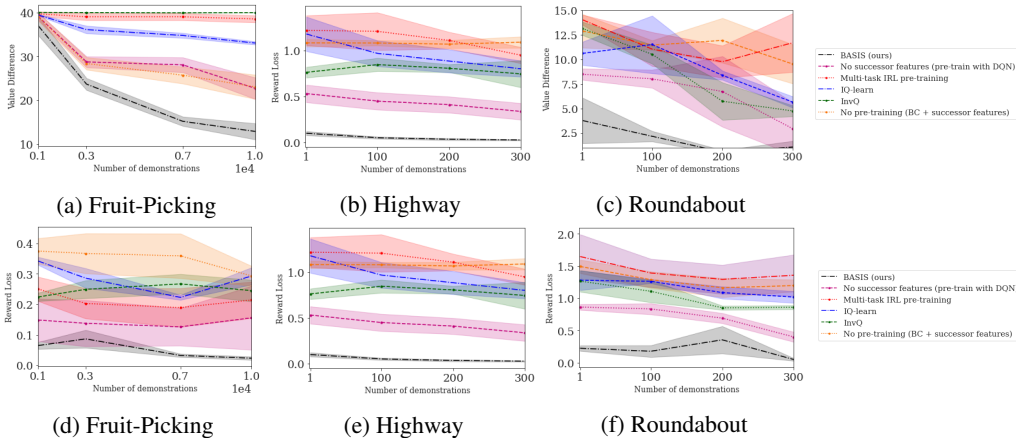 40
30
20
10
Value Difference
0.1
0.3
0.7
1.0
1e4
Number of demonstrations
(a) Fruit-Picking
1.0
0.5
0.0
Reward Loss
1
100
200
300
Number of demonstrations
(b) Highway
15.0
12.5
10.0
7.5
5.0
2.5
Value Difference
1
100
200
300
Number of demonstrations
(c) Roundabout
BASIS (ours)
No successor features (pre-train with DQN)
Multi-task IRL pre-training
IQ-learn
InvQ
No pre-training (BC + successor features)
0.4
0.3
0.2
0.1
0.0
Reward Loss
0.1
0.3
0.7
1.0
1e4
Number of demonstrations
(d) Fruit-Picking
1.0
0.5
0.0
Reward Loss
1
100
200
300
Number of demonstrations
(e) Highway
2.0
1.5
1.0
0.5
0.0
Reward Loss
1
100
200
300
Number of demonstrations
(f) Roundabout
BASIS (ours)
No successor features (pre-train with DQN)
Multi-task IRL pre-training
IQ-learn
InvQ
No pre-training (BC + successor features)